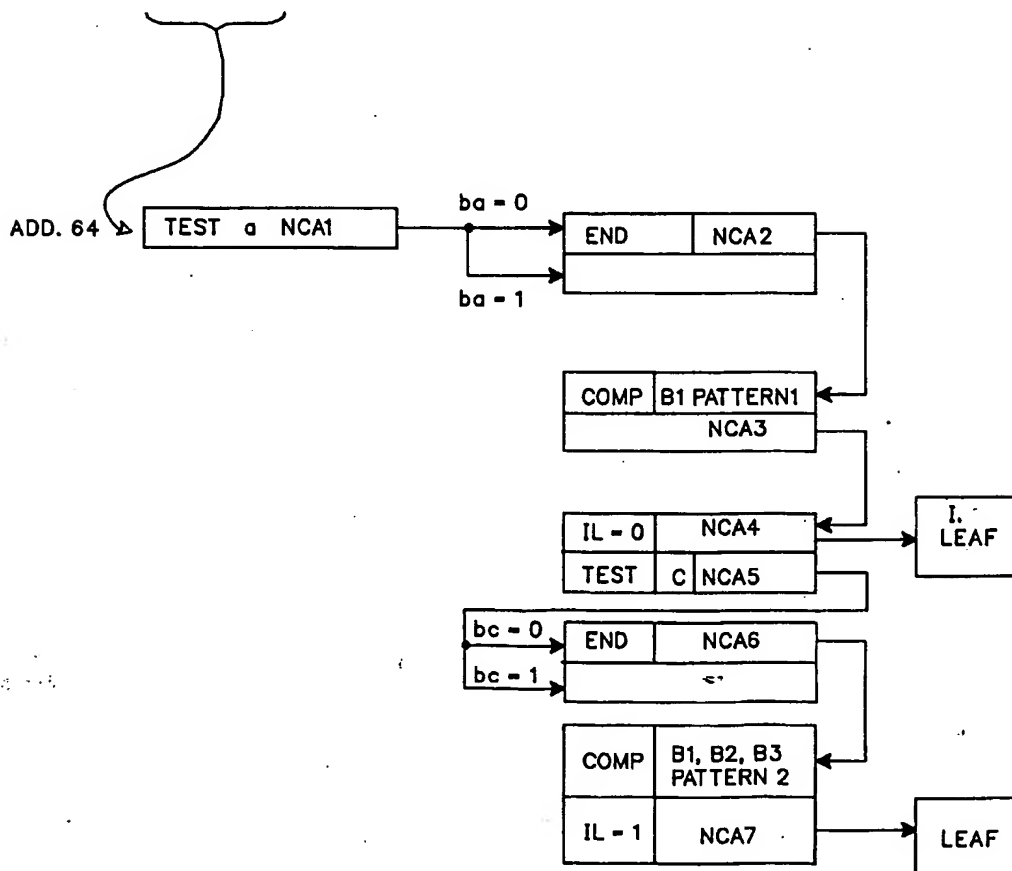 ba = 0
ADD. 64 TEST a NCA1
END NCA2
ba = 1
COMP B1 PATTERN1
NCA3
IL = 0 NCA4
I. LEAF
TEST C NCA5
bc = 0
END NCA6
bc = 1
COMP B1, B2, B3
PATTERN 2
IL = 1 NCA7
LEAF